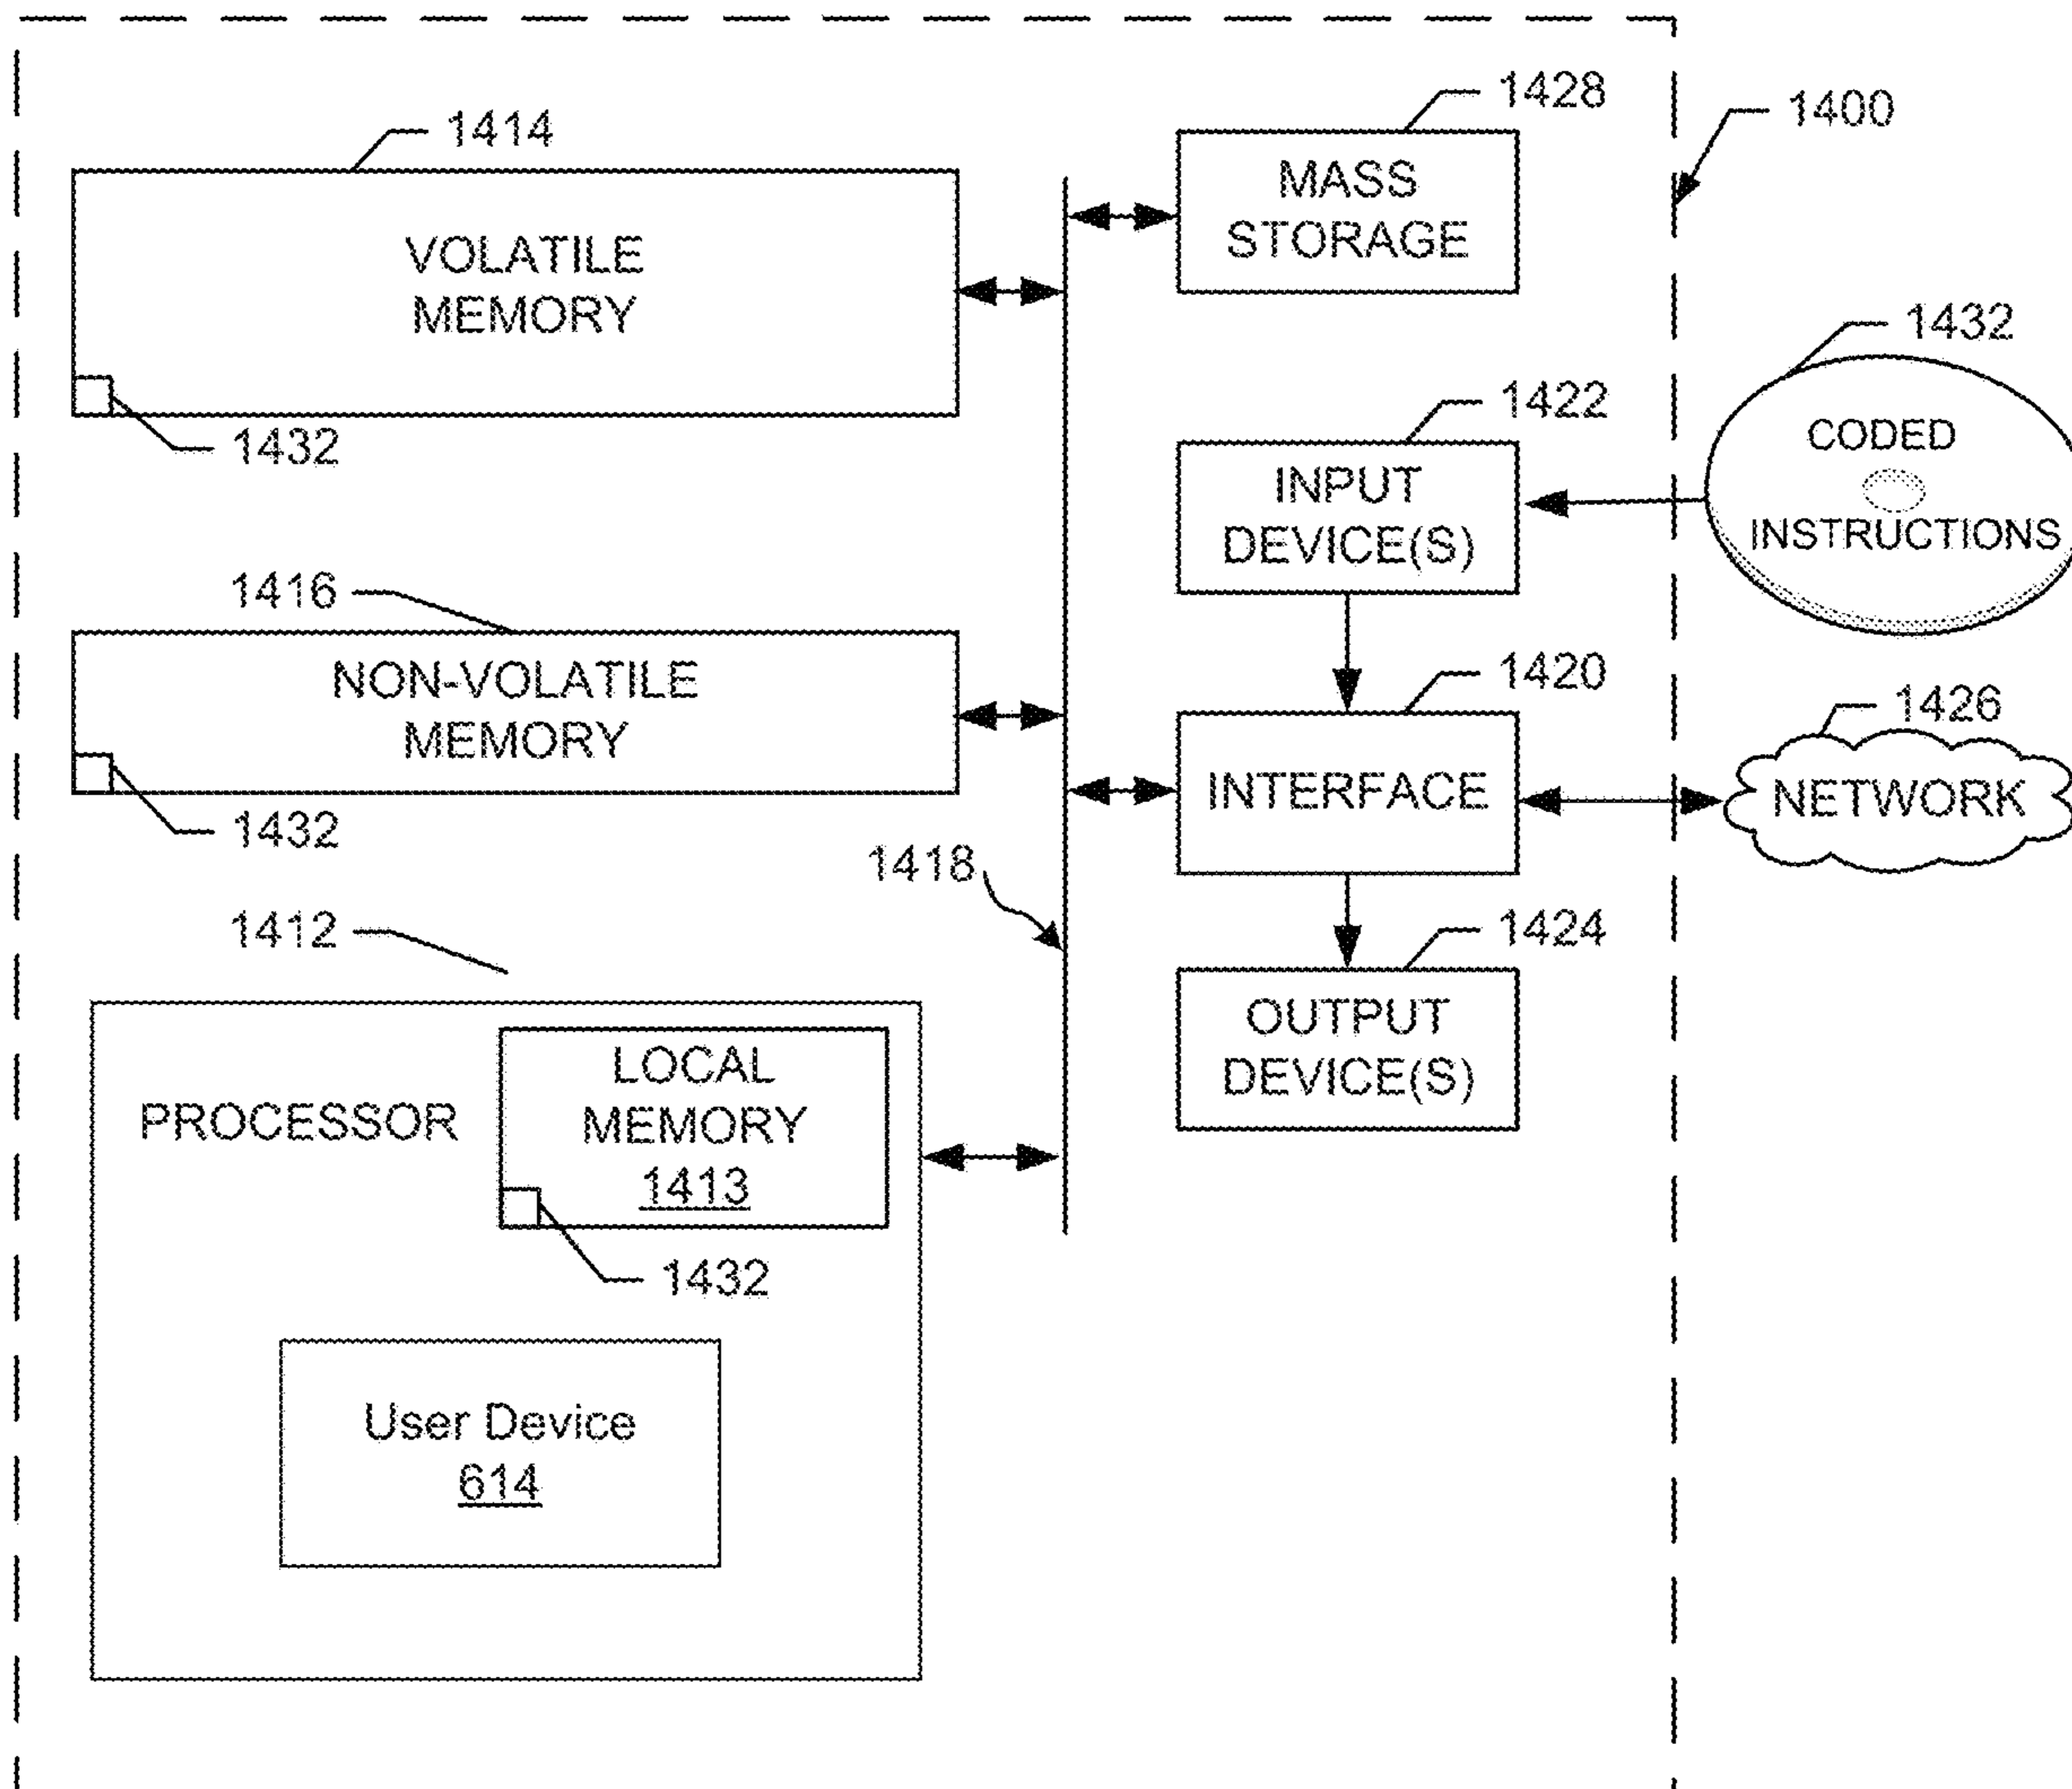 1428
1400
1414
MASS
STORAGE
VOLATILE
MEMORY
1432
1432
1422
CODED
INSTRUCTIONS
INPUT
DEVICE(S)
1416
1420
NON-VOLATILE
MEMORY
1426
INTERFACE
NETWORK
1432
1418
1412
1424
OUTPUT
DEVICE(S)
PROCESSOR
LOCAL
MEMORY
1413
1432
User Device
614